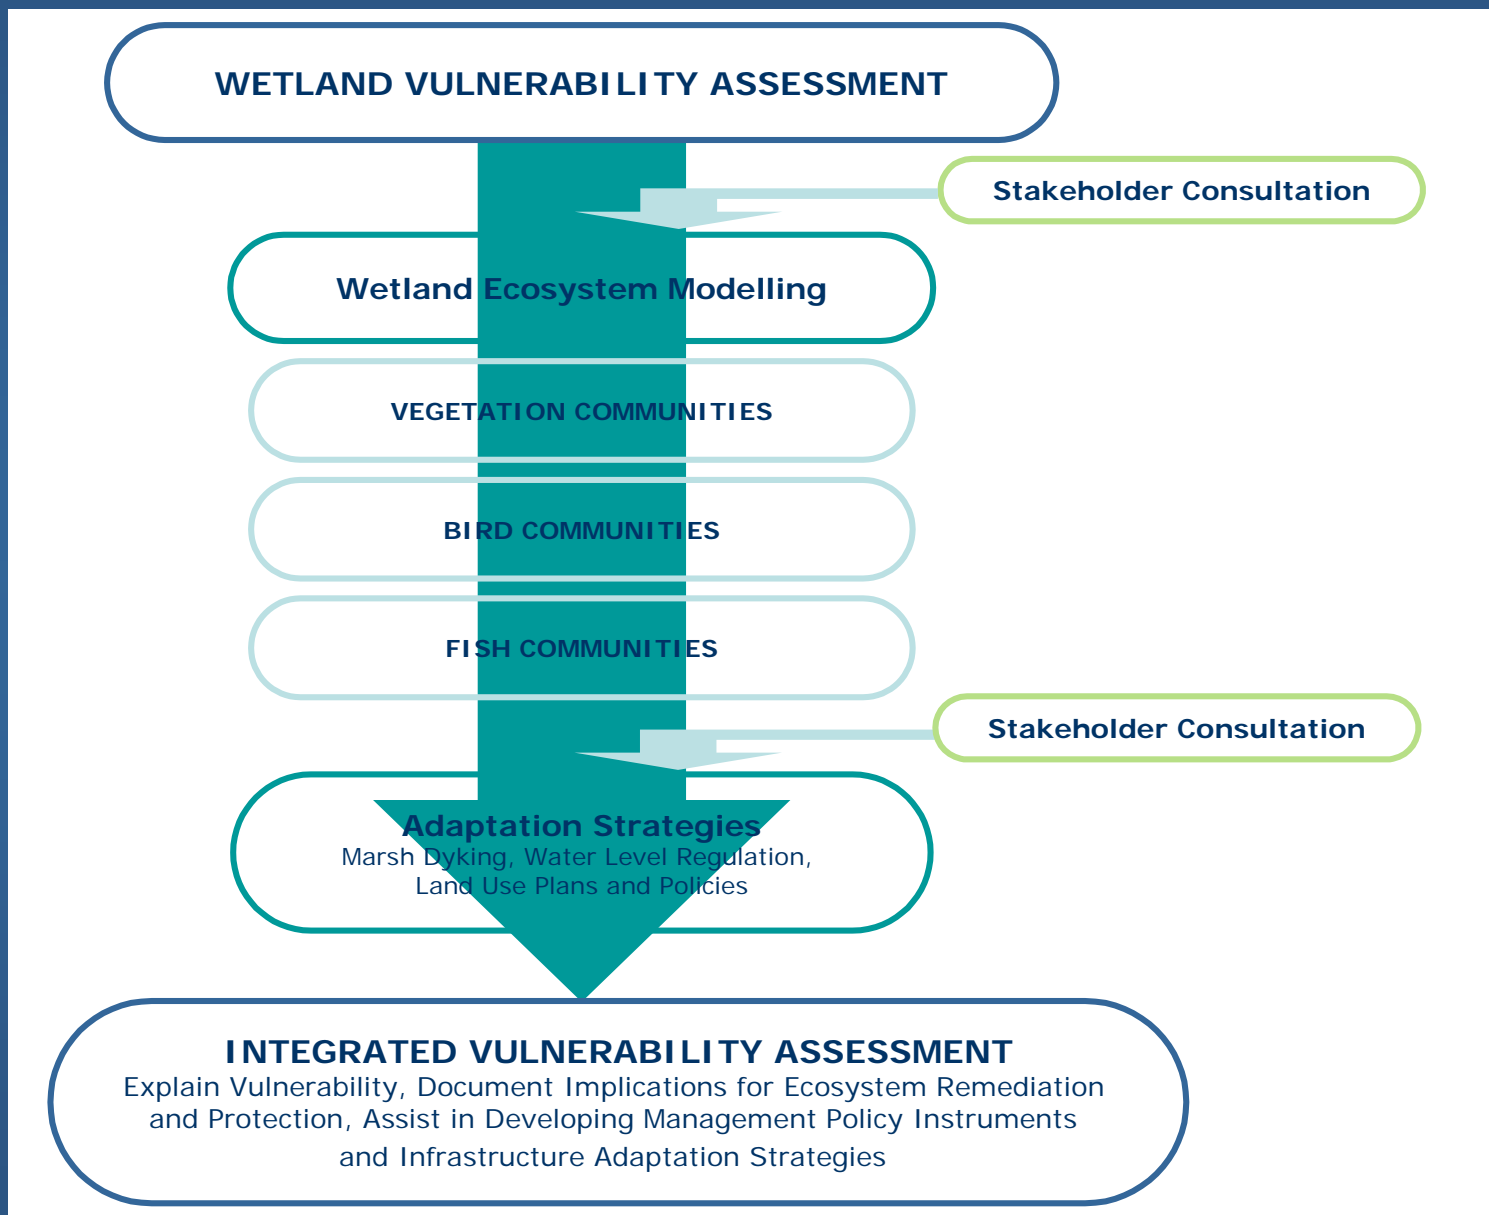 WETLAND VULNERABILITY ASSESSMENT
Stakeholder Consultation
Wetland Ecosystem Modelling
VEGETATION COMMUNITIES
BIRD COMMUNITIES
FISH COMMUNITIES
Stakeholder Consultation
Adaptation Strategies
Marsh Dyking, Water Level Regulation,
Land Use Plans and Policies
INTEGRATED VULNERABILITY ASSESSMENT
Explain Vulnerability, Document Implications for Ecosystem Remediation
and Protection, Assist in Developing Management Policy Instruments
and Infrastructure Adaptation Strategies